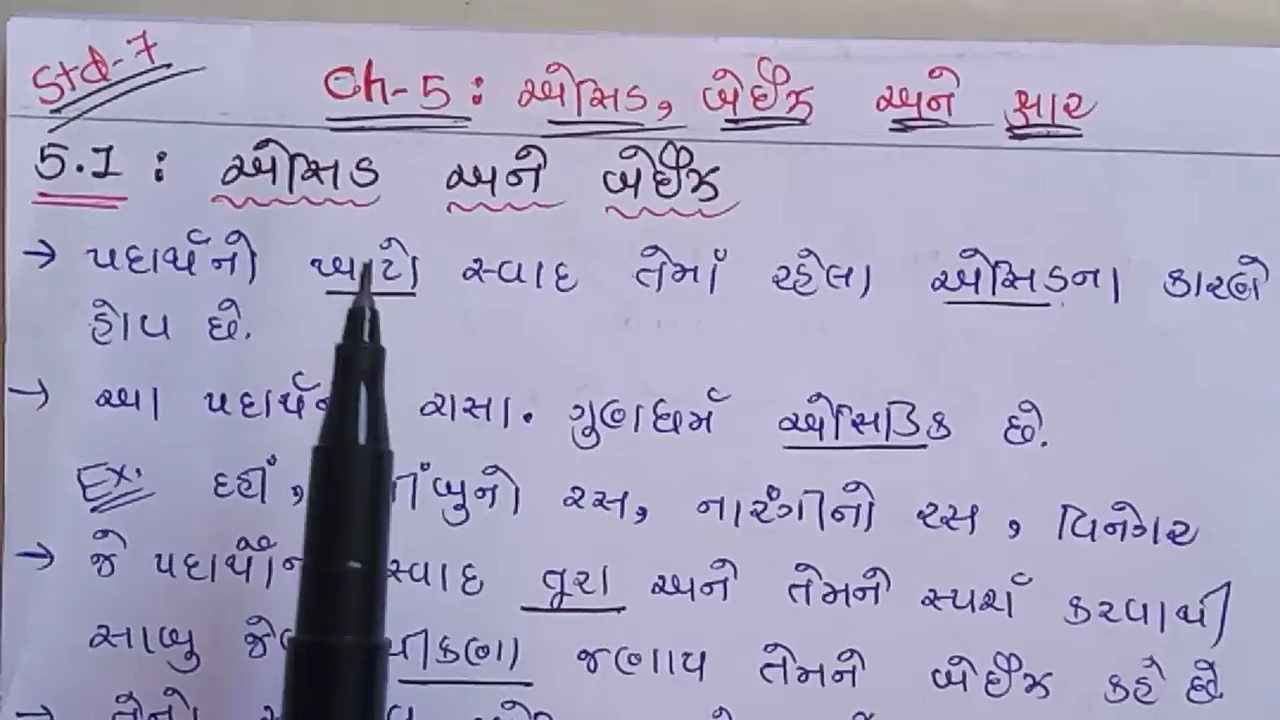 Std-7
Ch-5: એસિડ, બેઈઝ અને ક્ષાર
5.1 : એસિડ અને બેઈઝ
→ પદાર્થનો ખાટો સ્વાદ તેમાં રહેલા એસિડના કારણે
હોય છે.
→ આ પદાર્થ રાસા. ગુણધર્મ એસિડિક છે.
Ex. દહીં, લીંબુનો રસ, નારંગીનો રસ, વિનેગર
→ જે પદાર્થો સ્વાદ તૂરા અને તેમને સ્પર્શ કરવાથી
સાબુ ચીકણા જણાય તેમને બેઈઝ કહે છે
→